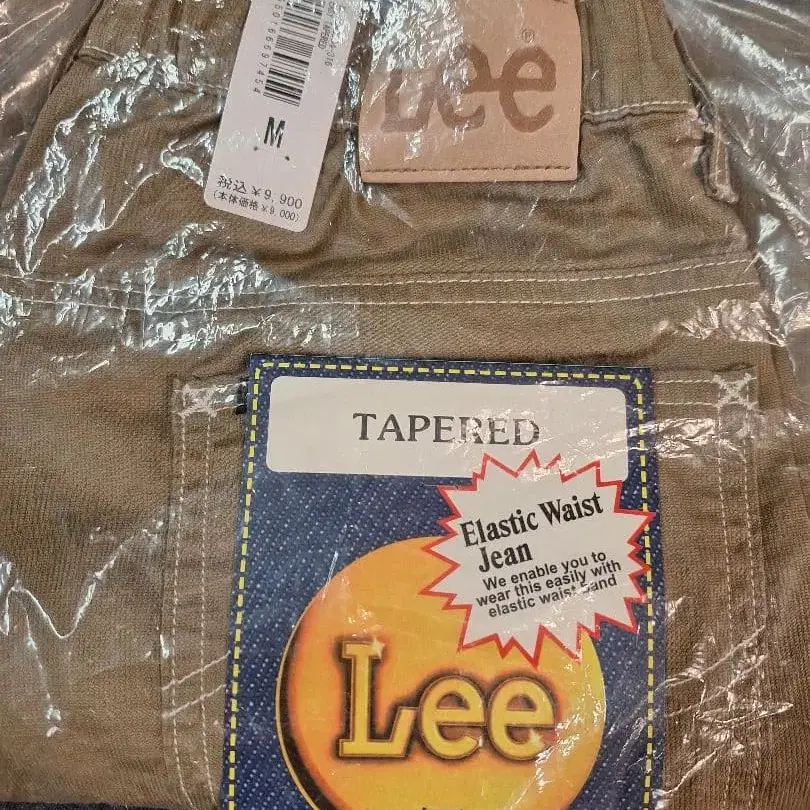 M
税込 ¥9,900
(本体価格 ¥9,000)
Lee®
TAPERED
Elastic Waist
Jean
We enable you to
wear this easily with
elastic waist band
Lee